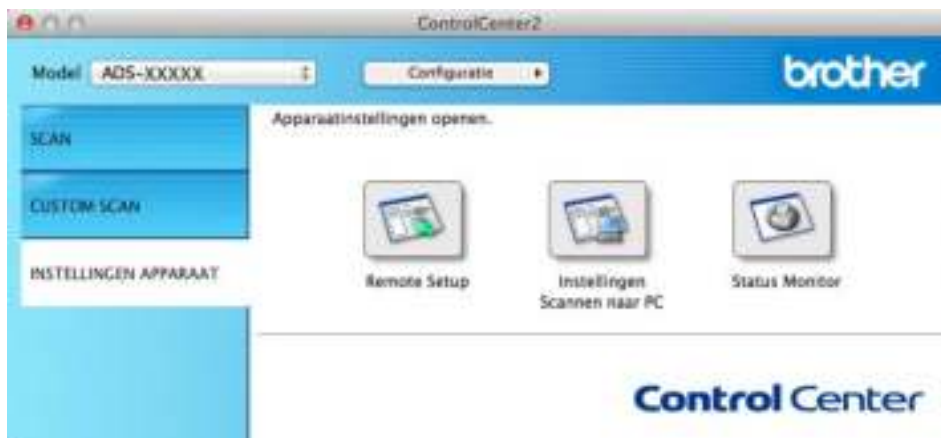 ControlCenter2
Model ADS-XXXXX Configuratie brother
SCAN
CUSTOM SCAN
INSTELLINGEN APPARAAT
Apparaatinstellingen openen.
Remote Setup
Instellingen
Scannen naar PC
Status Monitor
Control Center